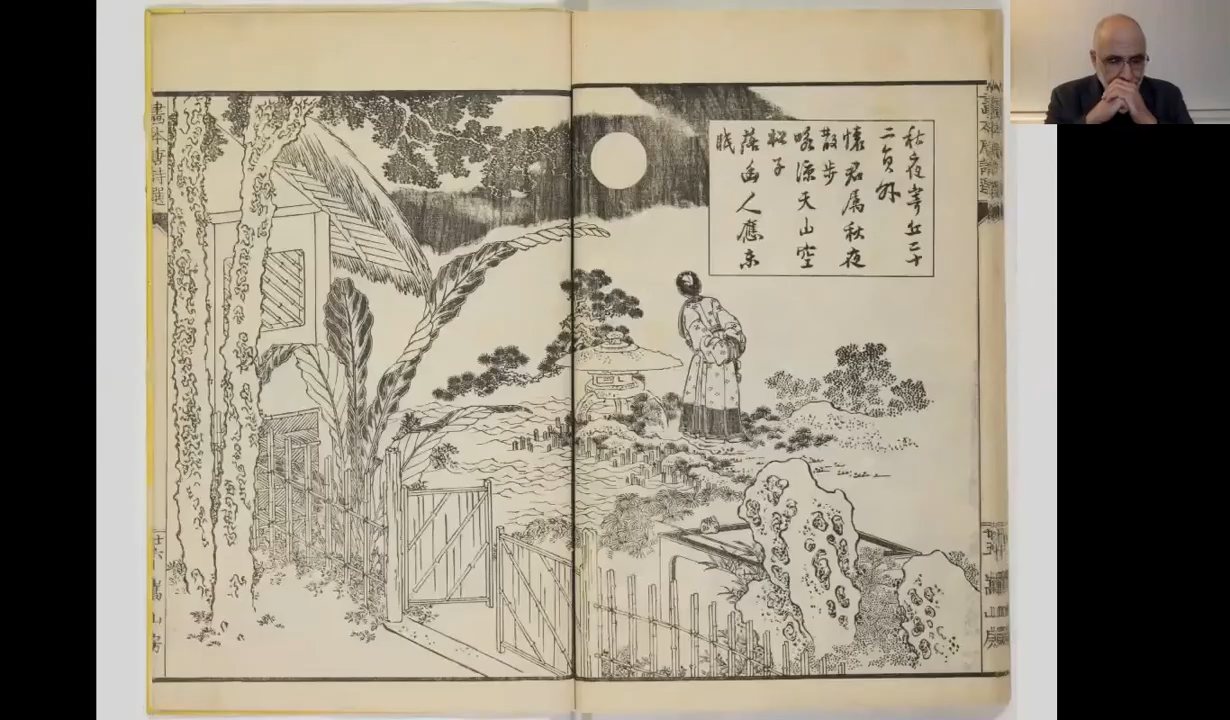 秋夜寄丘二十
二員外
懐君属秋夜
散步
咏涼天山空
松子
落幽人應未
眠
畫本唐詩選
嵩山房